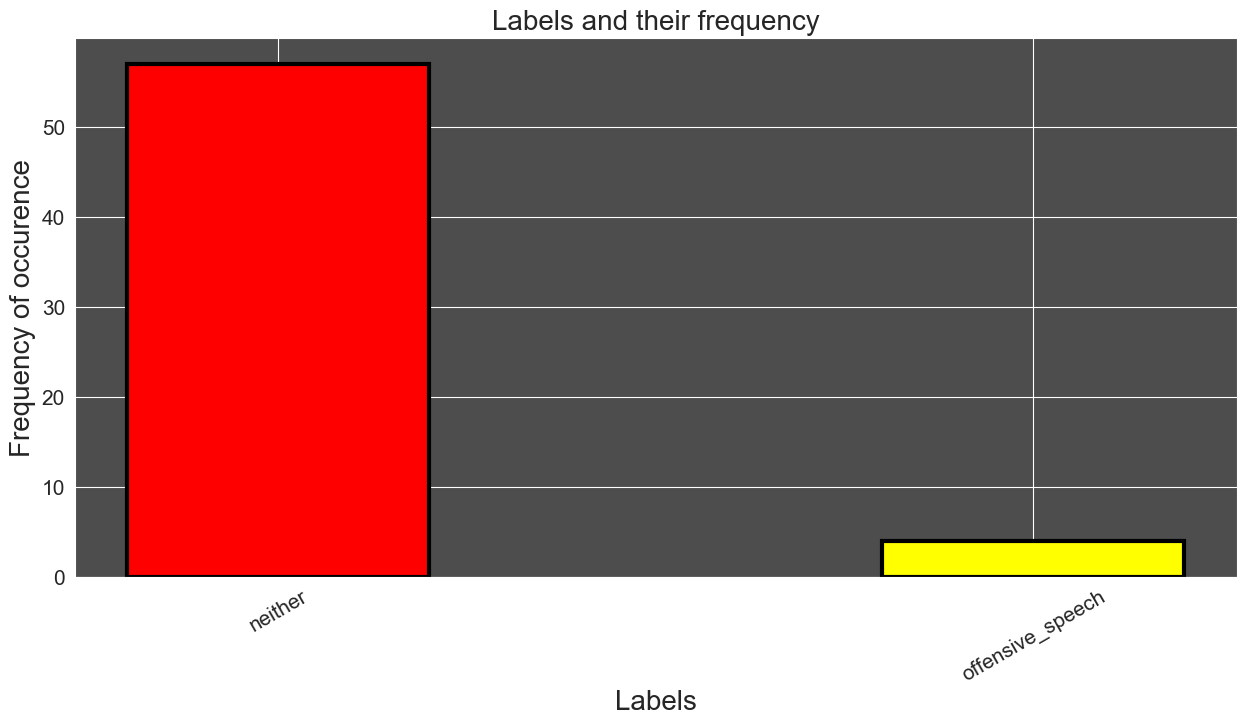 Labels and their frequency
Frequency of occurence
50
40
30
20
10
0
neither
offensive_speech
Labels